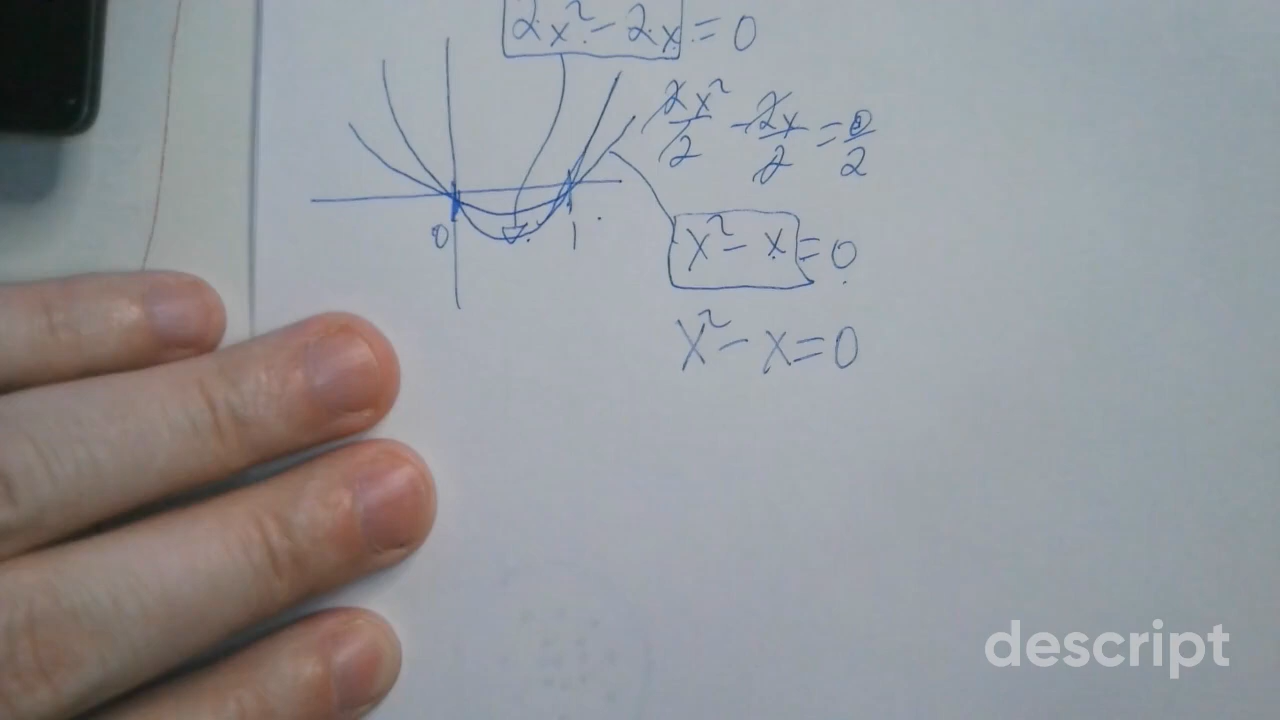 2x² - 2x = 0
2x²/2 - 2x/2 = 0/2
0 1
x² - x = 0
x² - x = 0
descript